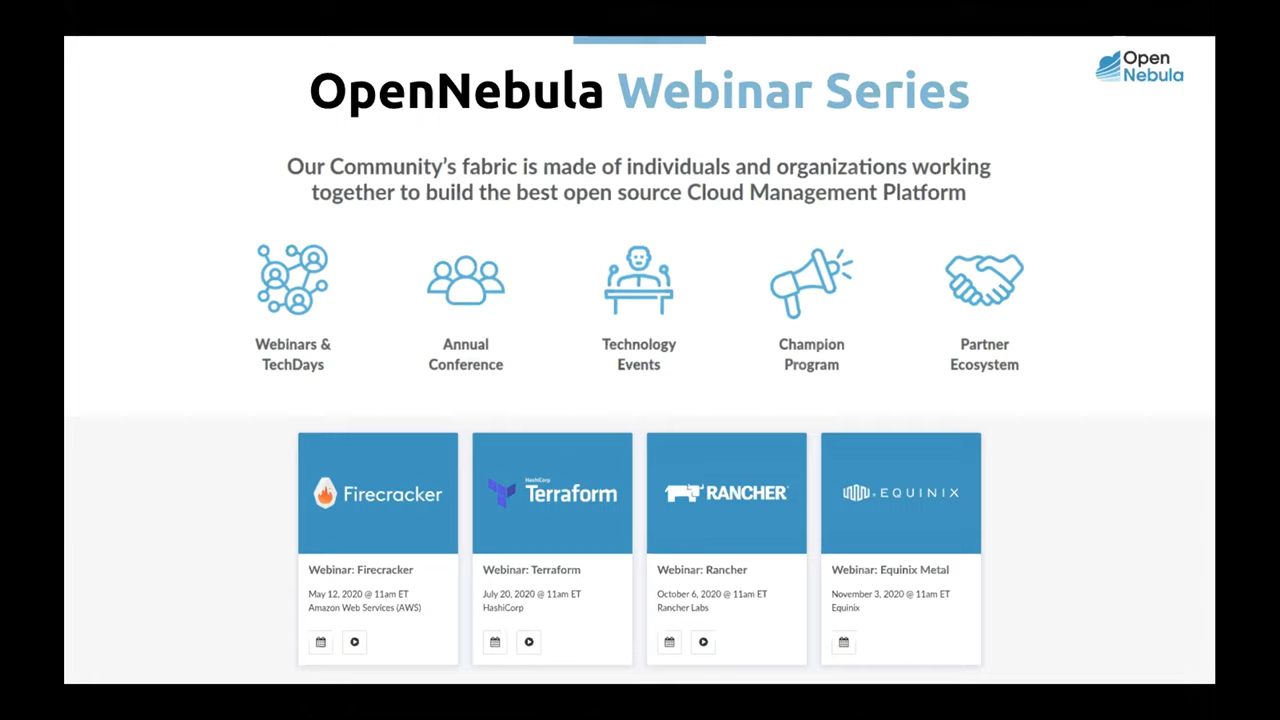 OpenNebula Webinar Series
Open
Nebula
Our Community's fabric is made of individuals and organizations working
together to build the best open source Cloud Management Platform
Webinars &
TechDays
Annual
Conference
Technology
Events
Champion
Program
Partner
Ecosystem
Firecracker
HashiCorp
Terraform
RANCHER
EQUINIX
Webinar: Firecracker
May 12, 2020 @ 11am ET
Amazon Web Services (AWS)
Webinar: Terraform
July 20, 2020 @ 11am ET
HashiCorp
Webinar: Rancher
October 6, 2020 @ 11am ET
Rancher Labs
Webinar: Equinix Metal
November 3, 2020 @ 11am ET
Equinix